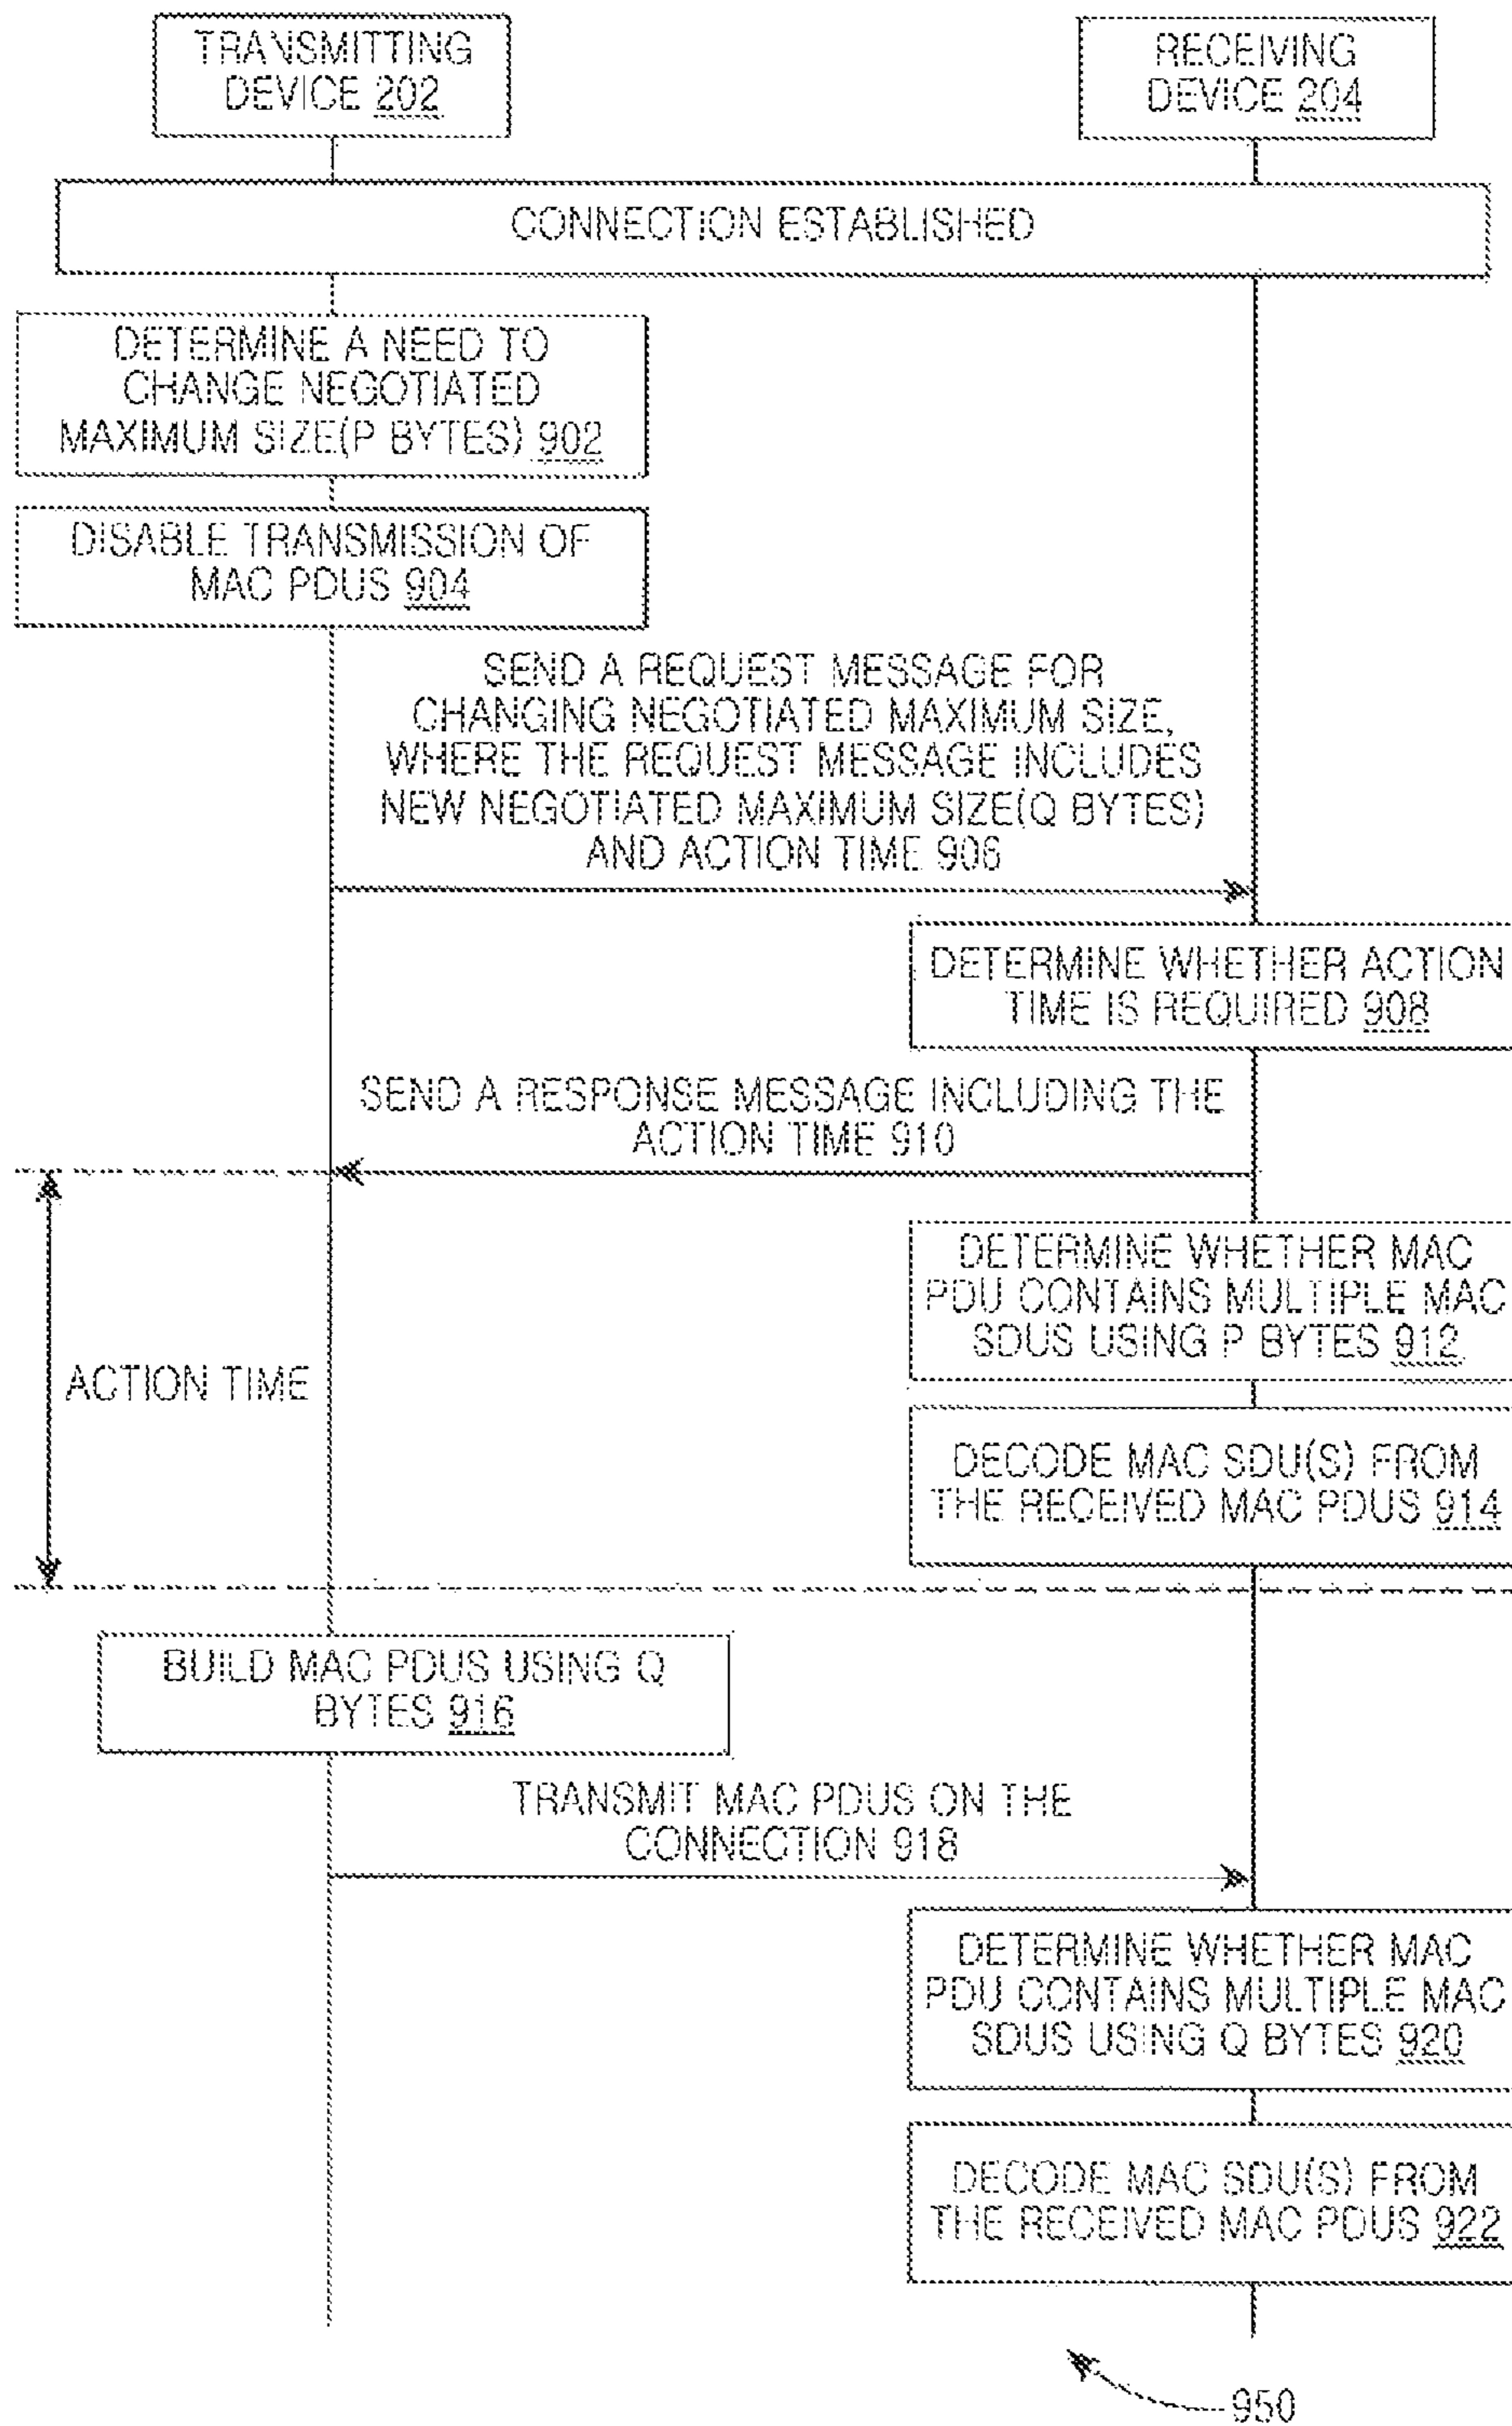 TRANSMITTING
DEVICE 202
RECEIVING
DEVICE 204
CONNECTION ESTABLISHED
DETERMINE A NEED TO
CHANGE NEGOTIATED
MAXIMUM SIZE(P BYTES) 902
DISABLE TRANSMISSION OF
MAC PDUS 904
SEND A REQUEST MESSAGE FOR
CHANGING NEGOTIATED MAXIMUM SIZE,
WHERE THE REQUEST MESSAGE INCLUDES
NEW NEGOTIATED MAXIMUM SIZE(Q BYTES)
AND ACTION TIME 906
DETERMINE WHETHER ACTION
TIME IS REQUIRED 908
SEND A RESPONSE MESSAGE INCLUDING THE
ACTION TIME 910
DETERMINE WHETHER MAC
PDU CONTAINS MULTIPLE MAC
SDUS USING P BYTES 912
ACTION TIME
DECODE MAC SDU(S) FROM
THE RECEIVED MAC PDUS 914
BUILD MAC PDUS USING Q
BYTES 916
TRANSMIT MAC PDUS ON THE
CONNECTION 918
DETERMINE WHETHER MAC
PDU CONTAINS MULTIPLE MAC
SDUS USING Q BYTES 920
DECODE MAC SDU(S) FROM
THE RECEIVED MAC PDUS 922
950